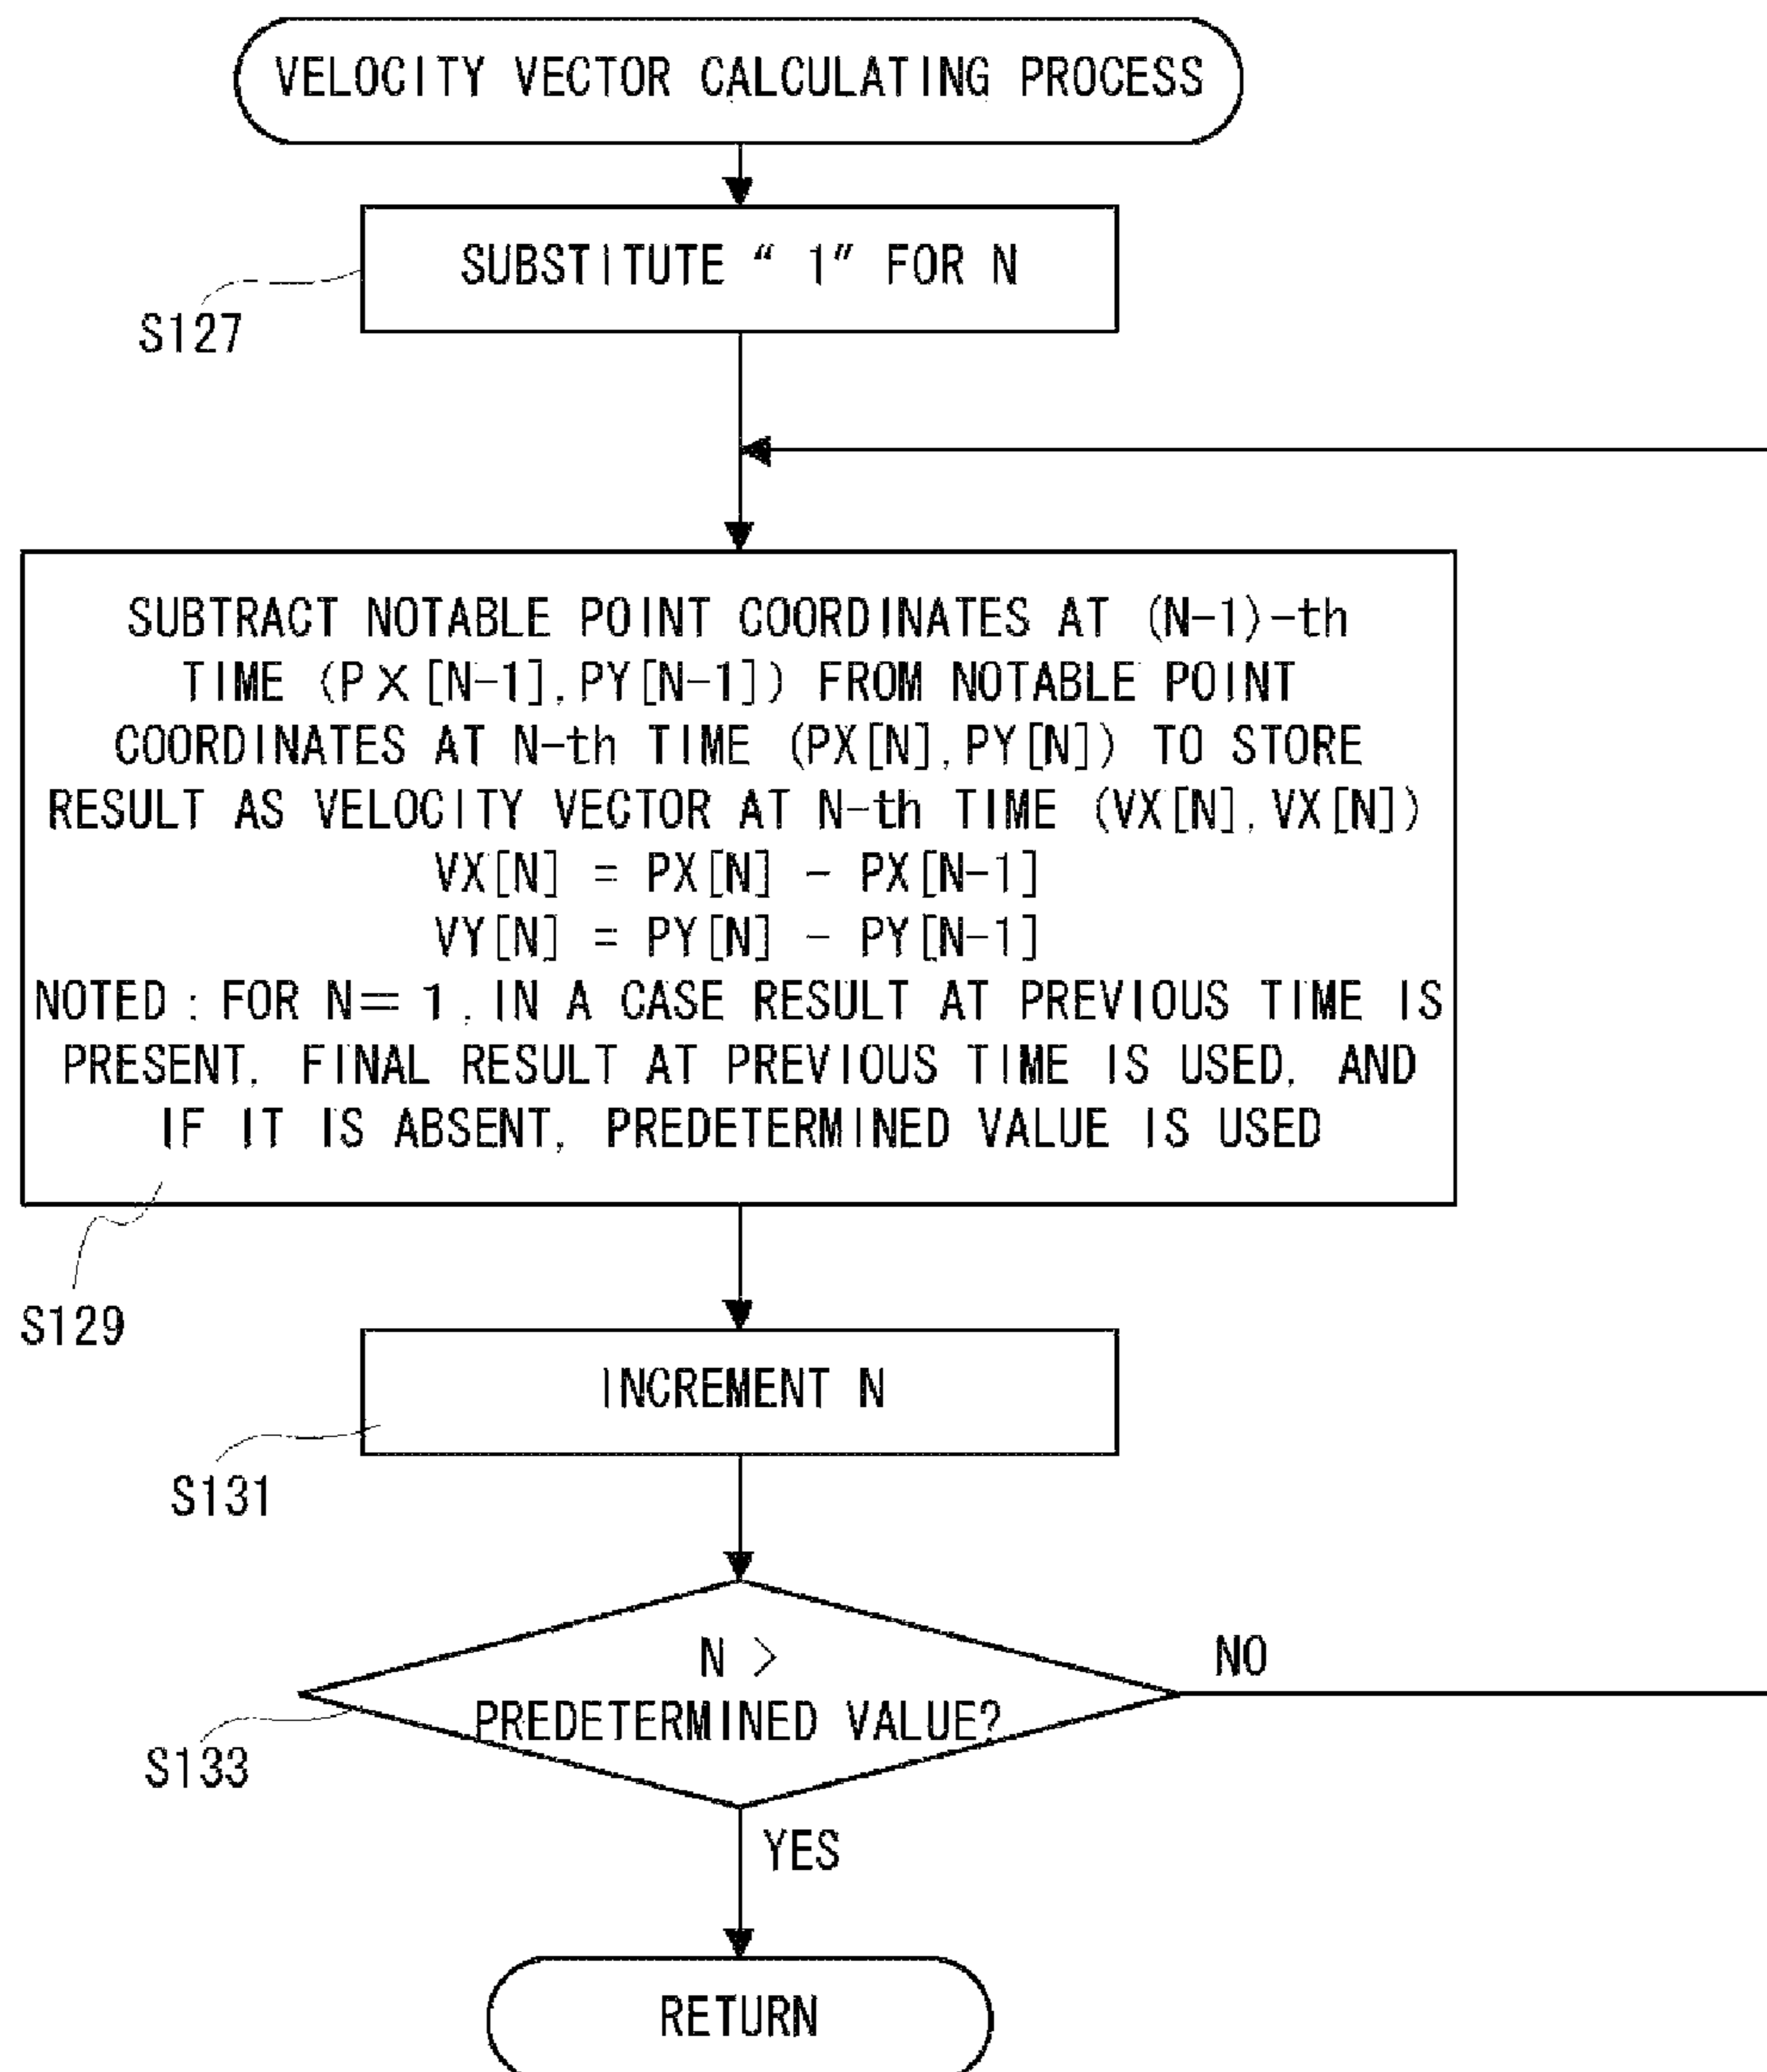 VELOCITY VECTOR CALCULATING PROCESS
SUBSTITUTE “ 1” FOR N
S127
SUBTRACT NOTABLE POINT COORDINATES AT (N-1)-th
TIME (PX[N-1], PY[N-1]) FROM NOTABLE POINT
COORDINATES AT N-th TIME (PX[N], PY[N]) TO STORE
RESULT AS VELOCITY VECTOR AT N-th TIME (VX[N], VX[N])
VX[N] = PX[N] - PX[N-1]
VY[N] = PY[N] - PY[N-1]
NOTED : FOR N=1, IN A CASE RESULT AT PREVIOUS TIME IS
PRESENT, FINAL RESULT AT PREVIOUS TIME IS USED, AND
IF IT IS ABSENT, PREDETERMINED VALUE IS USED
S129
INCREMENT N
S131
N >
PREDETERMINED VALUE?
NO
S133
YES
RETURN